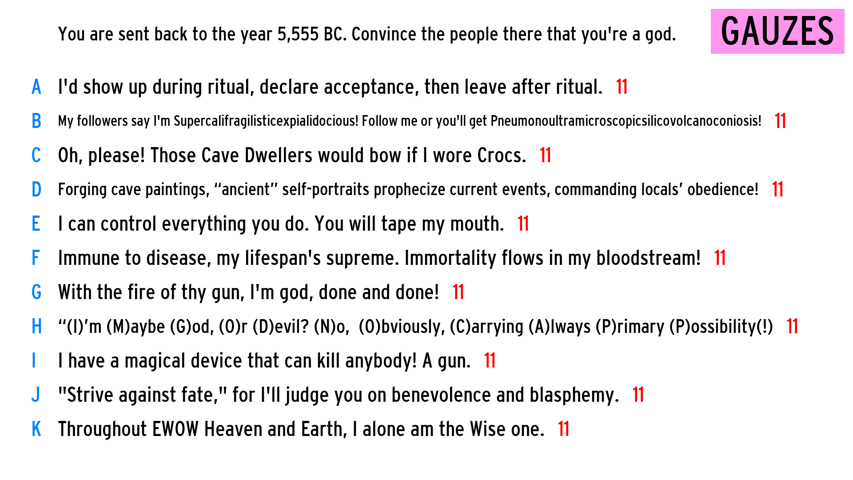 You are sent back to the year 5,555 BC. Convince the people there that you're a god.
GAUZES
A I'd show up during ritual, declare acceptance, then leave after ritual. 11
B My followers say I'm Supercalifragilisticexpialidocious! Follow me or you'll get Pneumonoultramicroscopicsilicovolcanoconiosis! 11
C Oh, please! Those Cave Dwellers would bow if I wore Crocs. 11
D Forging cave paintings, “ancient” self-portraits prophecize current events, commanding locals’ obedience! 11
E I can control everything you do. You will tape my mouth. 11
F Immune to disease, my lifespan's supreme. Immortality flows in my bloodstream! 11
G With the fire of thy gun, I'm god, done and done! 11
H “(I)’m (M)aybe (G)od, (O)r (D)evil? (N)o, (O)bviously, (C)arrying (A)lways (P)rimary (P)ossibility(!) 11
I I have a magical device that can kill anybody! A gun. 11
J "Strive against fate," for I'll judge you on benevolence and blasphemy. 11
K Throughout EWOW Heaven and Earth, I alone am the Wise one. 11